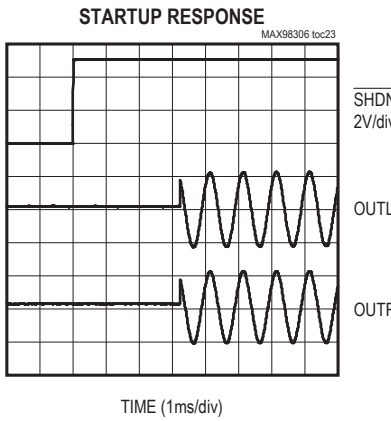 STARTUP RESPONSE
MAX98306 toc23
SHDN
2V/div
OUTL
OUTR
TIME (1ms/div)